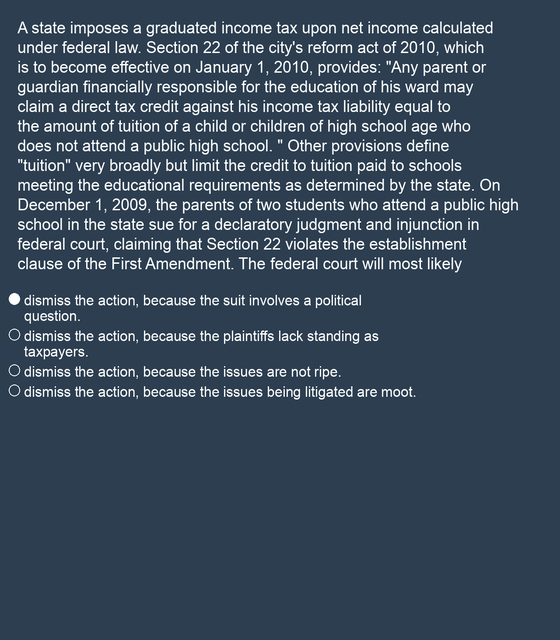 A state imposes a graduated income tax upon net income calculated
under federal law. Section 22 of the city's reform act of 2010, which
is to become effective on January 1, 2010, provides: "Any parent or
guardian financially responsible for the education of his ward may
claim a direct tax credit against his income tax liability equal to
the amount of tuition of a child or children of high school age who
does not attend a public high school. " Other provisions define
"tuition" very broadly but limit the credit to tuition paid to schools
meeting the educational requirements as determined by the state. On
December 1, 2009, the parents of two students who attend a public high
school in the state sue for a declaratory judgment and injunction in
federal court, claiming that Section 22 violates the establishment
clause of the First Amendment. The federal court will most likely
dismiss the action, because the suit involves a political
question.
dismiss the action, because the plaintiffs lack standing as
taxpayers.
dismiss the action, because the issues are not ripe.
dismiss the action, because the issues being litigated are moot.